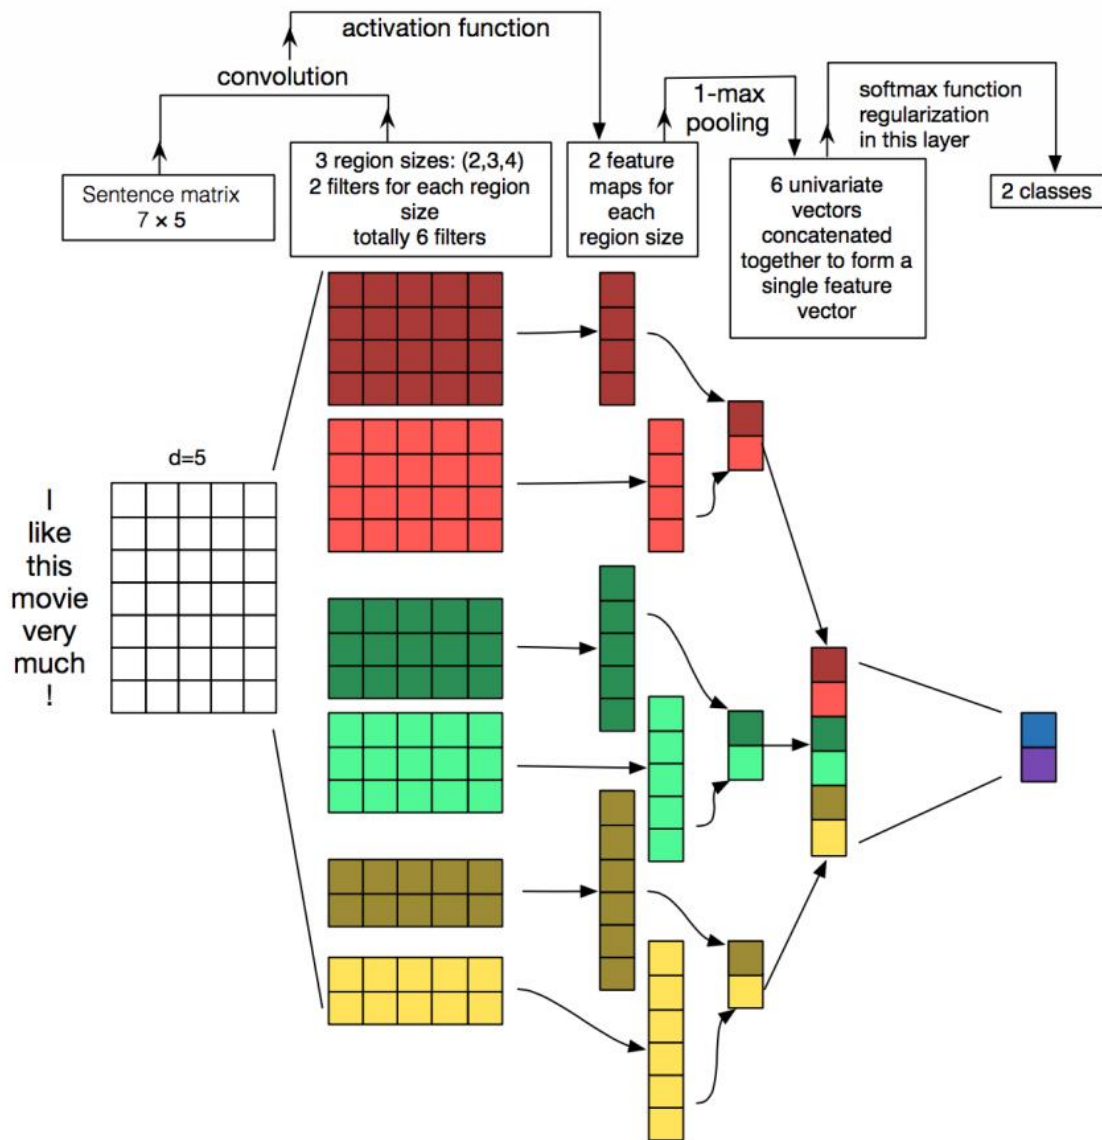 activation function
convolution
1-max
pooling
softmax function
regularization
in this layer
Sentence matrix
7 × 5
3 region sizes: (2,3,4)
2 filters for each region
size
totally 6 filters
2 feature
maps for
each
region size
6 univariate
vectors
concatenated
together to form a
single feature
vector
2 classes
d=5
I
like
this
movie
very
much
!